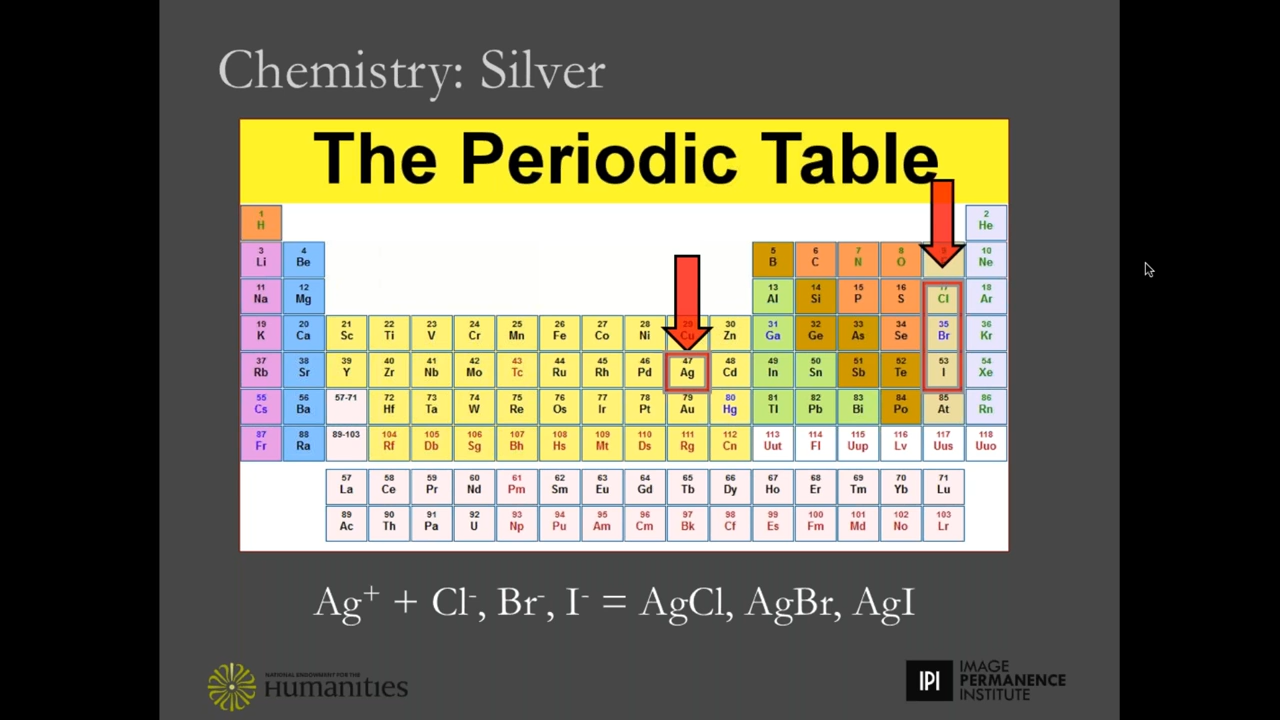 Chemistry: Silver
The Periodic Table
1 2
H He
3 4 5 6 7 8 9 10
Li Be B C N O Ne
11 12 13 14 15 16 17 18
Na Mg Al Si P S Cl Ar
19 20 21 22 23 24 25 26 27 28 29 30 31 32 33 34 35 36
K Ca Sc Ti V Cr Mn Fe Co Ni Cu Zn Ga Ge As Se Br Kr
37 38 39 40 41 42 43 44 45 46 47 48 49 50 51 52 53 54
Rb Sr Y Zr Nb Mo Tc Ru Rh Pd Ag Cd In Sn Sb Te I Xe
55 56 57-71 72 73 74 75 76 77 78 79 80 81 82 83 84 85 86
Cs Ba Hf Ta W Re Os Ir Pt Au Hg Tl Pb Bi Po At Rn
87 88 89-103 104 105 106 107 108 109 110 111 112 113 114 115 116 117 118
Fr Ra Rf Db Sg Bh Hs Mt Ds Rg Cn Uut Fl Uup Lv Uus Uuo
57 58 59 60 61 62 63 64 65 66 67 68 69 70 71
La Ce Pr Nd Pm Sm Eu Gd Tb Dy Ho Er Tm Yb Lu
89 90 91 92 93 94 95 96 97 98 99 100 101 102 103
Ac Th Pa U Np Pu Am Cm Bk Cf Es Fm Md No Lr
Ag⁺ + Cl⁻, Br⁻, I⁻ = AgCl, AgBr, AgI
NATIONAL ENDOWMENT FOR THE
Humanities
IPI
IMAGE
PERMANENCE
INSTITUTE